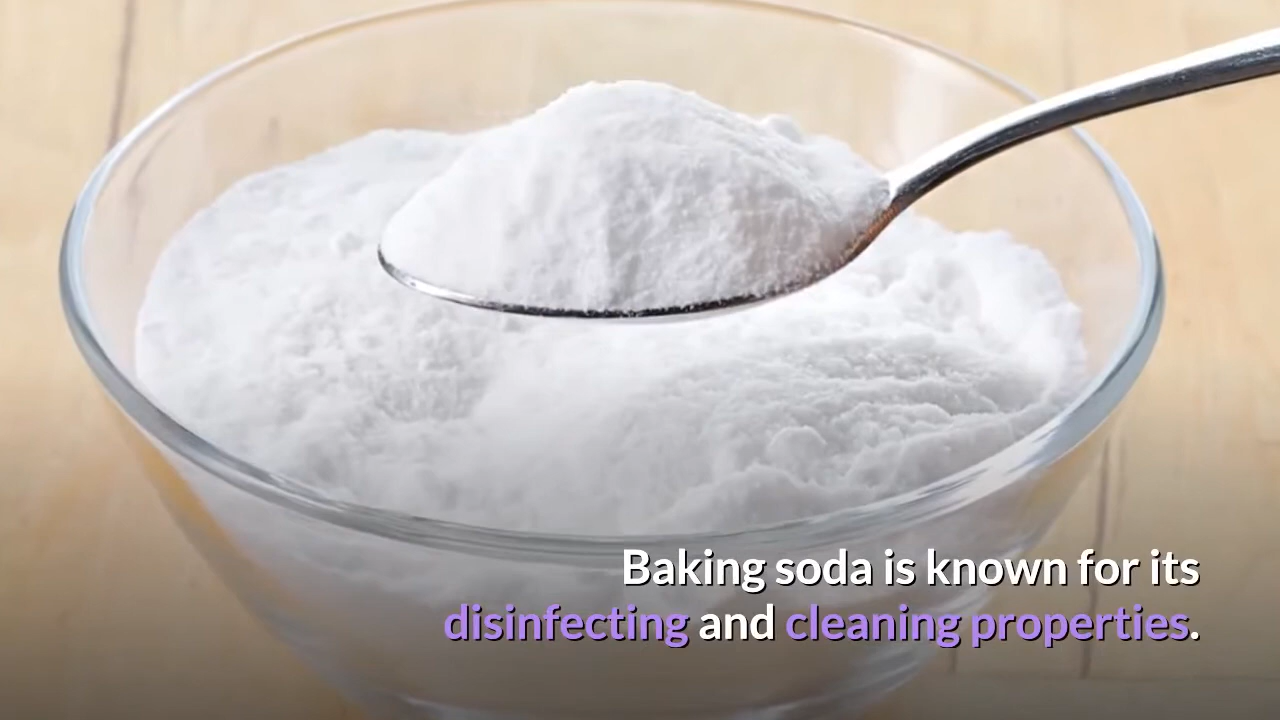 Baking soda is known for its
disinfecting and cleaning properties.